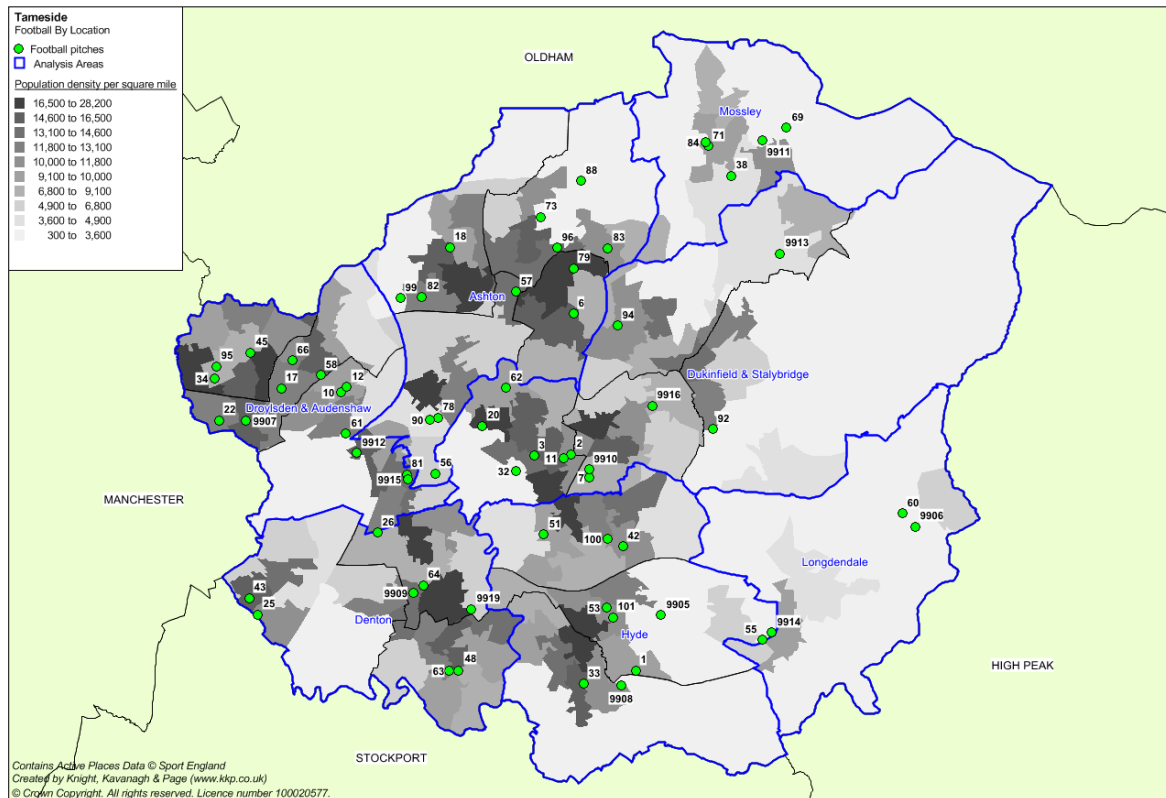 Tameside
Football By Location
Football pitches
Analysis Areas
Population density per square mile
16,500 to 28,200
14,600 to 16,500
13,100 to 14,600
11,800 to 13,100
10,000 to 11,800
9,100 to 10,000
6,800 to 9,100
4,900 to 6,800
3,600 to 4,900
300 to 3,600
OLDHAM
Mossley
69
71
84
9911
38
88
73
18
96
83
9913
79
57
99
82
Ashton
6
94
45
66
95
58
12
Dukinfield & Stalybridge
34
17
10
62
9916
22
9907
Droylsden & Audenshaw
78
90
20
92
61
9912
3
2
11
9910
81
56
32
7
9915
MANCHESTER
60
9906
26
51
100
42
Longdendale
64
43
9909
25
9919
53
101
9905
Denton
Hyde
9914
55
63
48
1
HIGH PEAK
33
9908
STOCKPORT
Contains Active Places Data © Sport England
Created by Knight, Kavanagh & Page (www.kkp.co.uk)
© Crown Copyright. All rights reserved. Licence number 100020577.